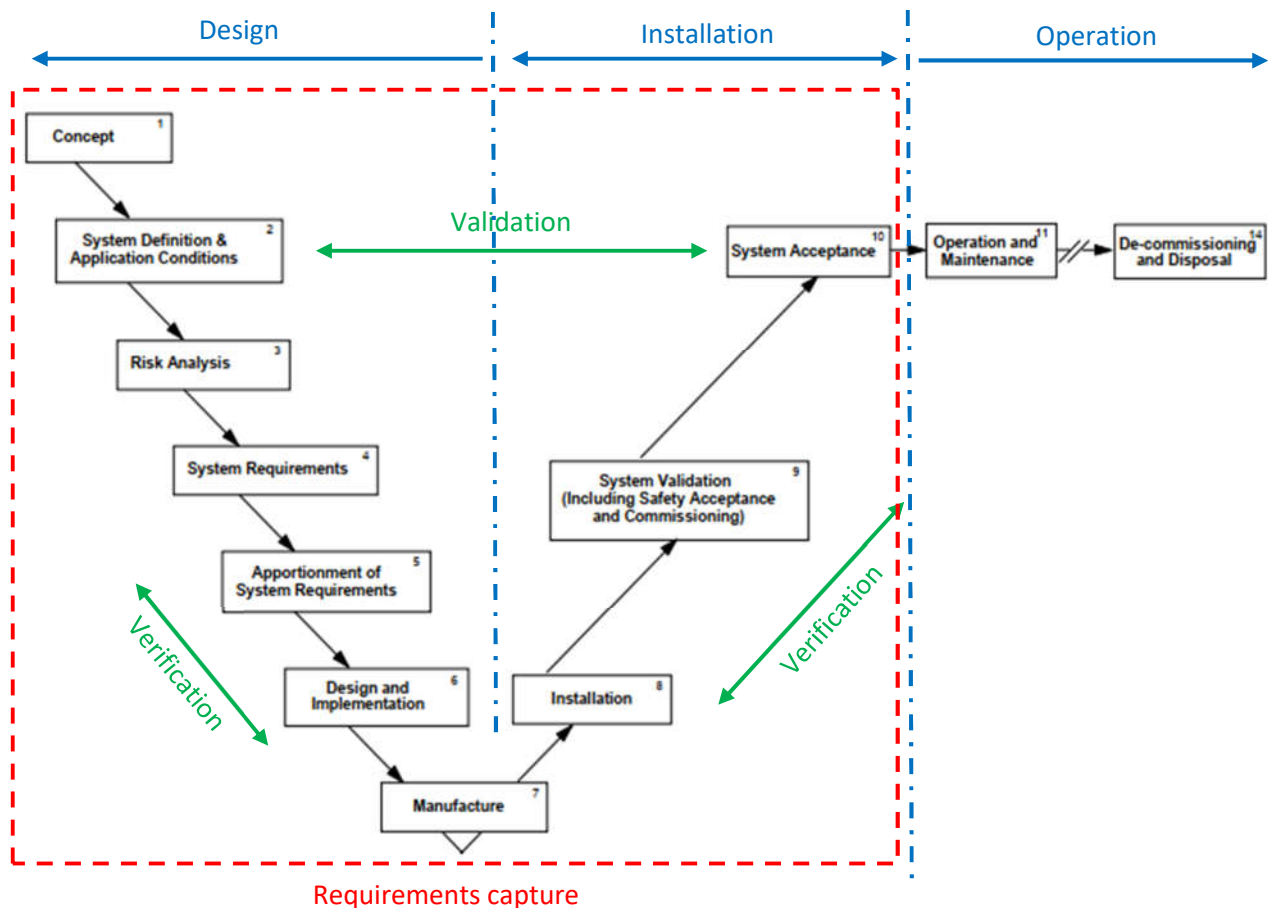 Design
Installation
Operation
Concept
1
System Definition &
Application Conditions
2
Validation
System Acceptance
10
Operation and
Maintenance
11
De-commissioning
and Disposal
14
Risk Analysis
3
System Requirements
4
System Validation
(Including Safety Acceptance
and Commissioning)
9
Apportionment of
System Requirements
5
Verification
Verification
Design and
Implementation
6
Installation
8
Manufacture
7
Requirements capture